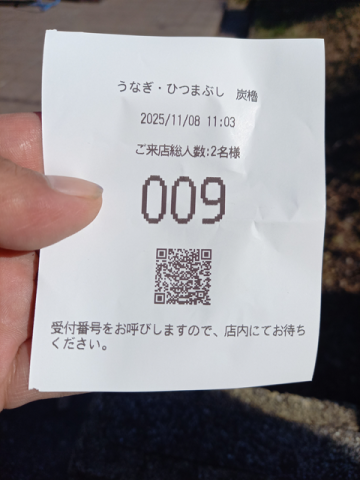 うなぎ・ひつまぶし 炭櫓
2025/11/08 11:03
ご来店総人数:2名様
009
受付番号をお呼びしますので、店内にてお待ち
ください。